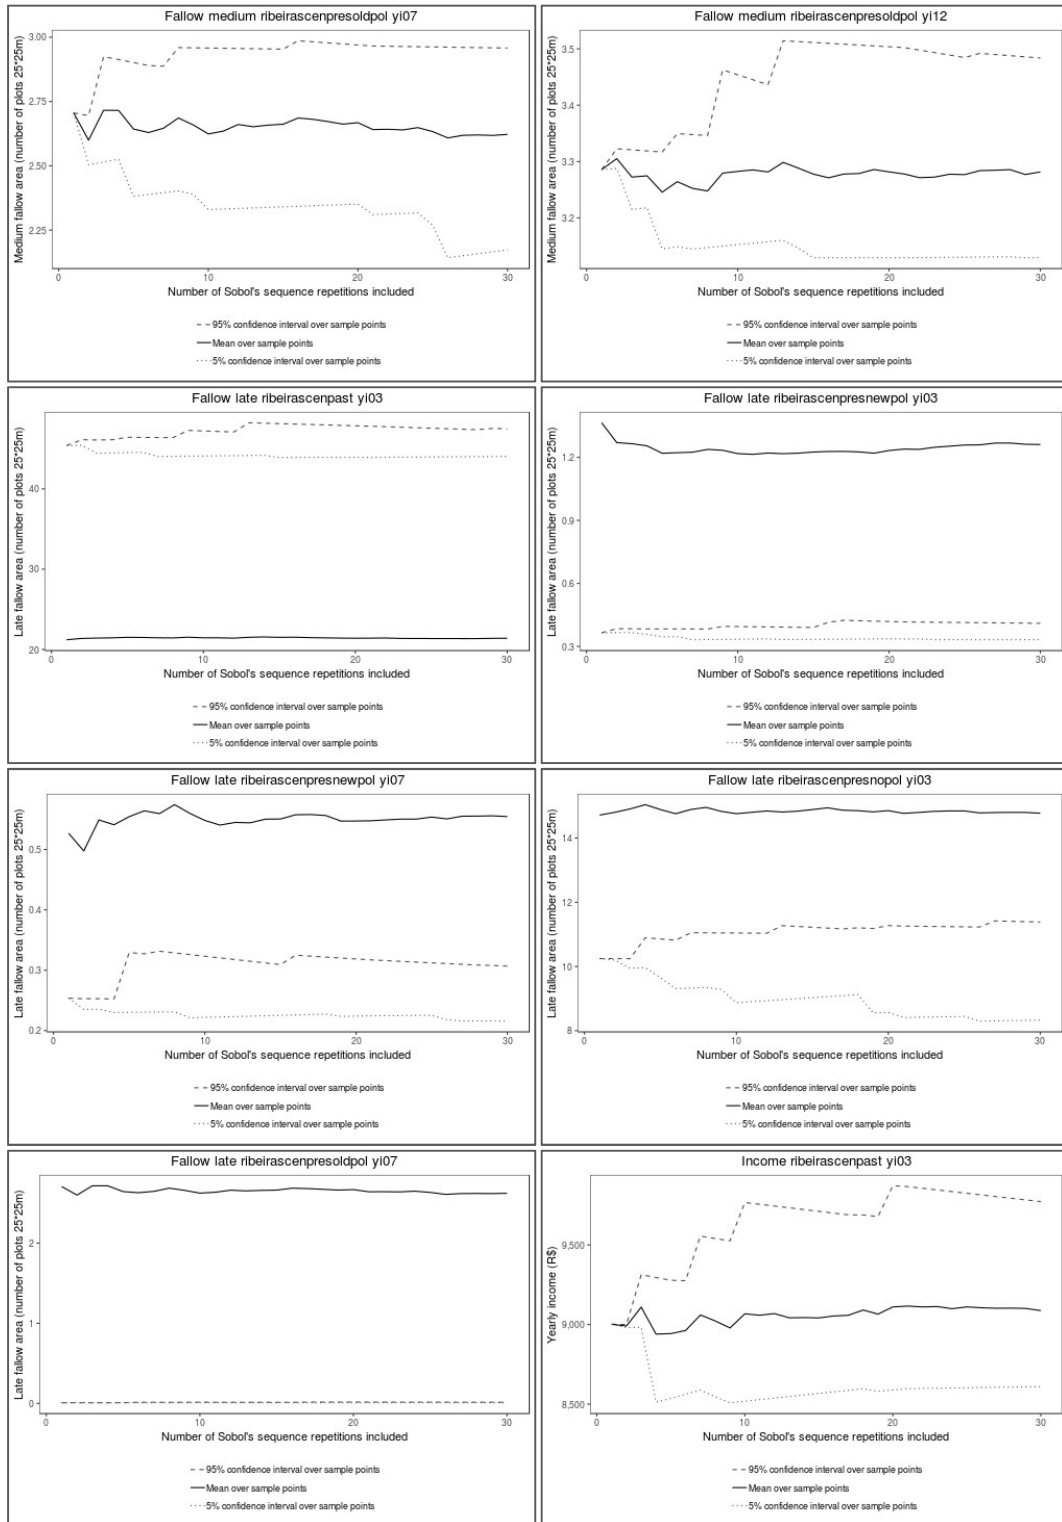 Fallow medium ribeirascenpresoldpol yi07
Medium fallow area (number of plots 25*25m)
3.00
2.75
2.50
2.25
0
10
20
30
Number of Sobol's sequence repetitions included
95% confidence interval over sample points
Mean over sample points
5% confidence interval over sample points
Fallow medium ribeirascenpresoldpol yi12
Medium fallow area (number of plots 25*25m)
3.5
3.4
3.3
3.2
0
10
20
30
Number of Sobol's sequence repetitions included
95% confidence interval over sample points
Mean over sample points
5% confidence interval over sample points
Fallow late ribeirascenpast yi03
Late fallow area (number of plots 25*25m)
40
30
20
0
10
20
30
Number of Sobol's sequence repetitions included
95% confidence interval over sample points
Mean over sample points
5% confidence interval over sample points
Fallow late ribeirascenpresnewpol yi03
Late fallow area (number of plots 25*25m)
1.2
0.9
0.6
0.3
0
10
20
30
Number of Sobol's sequence repetitions included
95% confidence interval over sample points
Mean over sample points
5% confidence interval over sample points
Fallow late ribeirascenpresnewpol yi07
Late fallow area (number of plots 25*25m)
0.5
0.4
0.3
0.2
0
10
20
30
Number of Sobol's sequence repetitions included
95% confidence interval over sample points
Mean over sample points
5% confidence interval over sample points
Fallow late ribeirascenpresnopol yi03
Late fallow area (number of plots 25*25m)
14
12
10
8
0
10
20
30
Number of Sobol's sequence repetitions included
95% confidence interval over sample points
Mean over sample points
5% confidence interval over sample points
Fallow late ribeirascenpresoldpol yi07
Late fallow area (number of plots 25*25m)
2
1
0
0
10
20
30
Number of Sobol's sequence repetitions included
95% confidence interval over sample points
Mean over sample points
5% confidence interval over sample points
Income ribeirascenpast yi03
Yearly income (R$)
9,500
9,000
8,500
0
10
20
30
Number of Sobol's sequence repetitions included
95% confidence interval over sample points
Mean over sample points
5% confidence interval over sample points